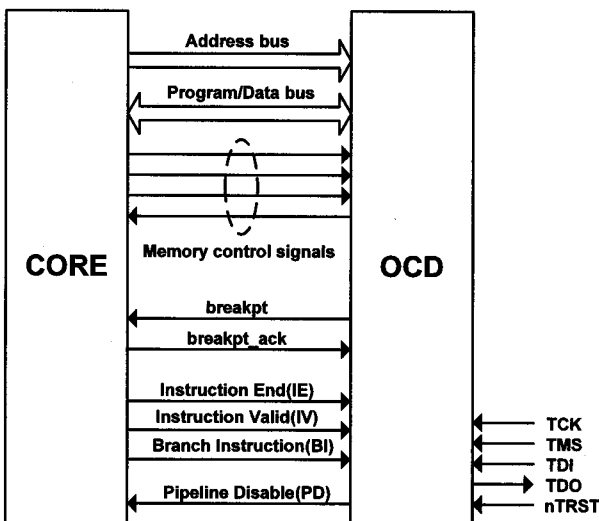 Address bus
Program/Data bus
Memory control signals
CORE
OCD
breakpt
breakpt_ack
Instruction End(IE)
Instruction Valid(IV)
Branch Instruction(BI)
Pipeline Disable(PD)
TCK
TMS
TDI
TDO
nTRST